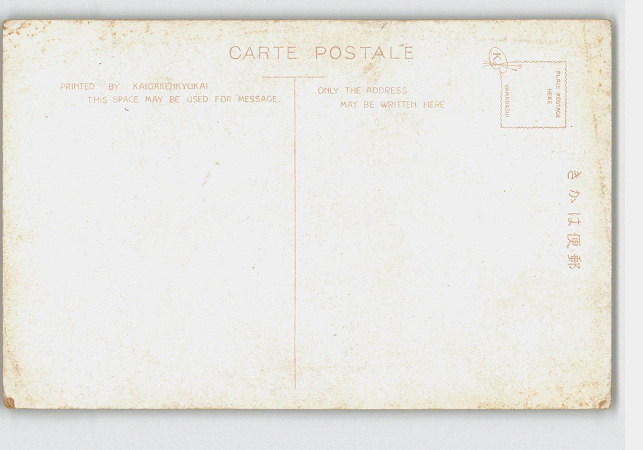 CARTE POSTALE
PRINTED BY KAIGAKENKYUKAI
THIS SPACE MAY BE USED FOR MESSAGE.
ONLY THE ADDRESS
MAY BE WRITTEN HERE
PLACE POSTAGE
HERE
郵便はかき